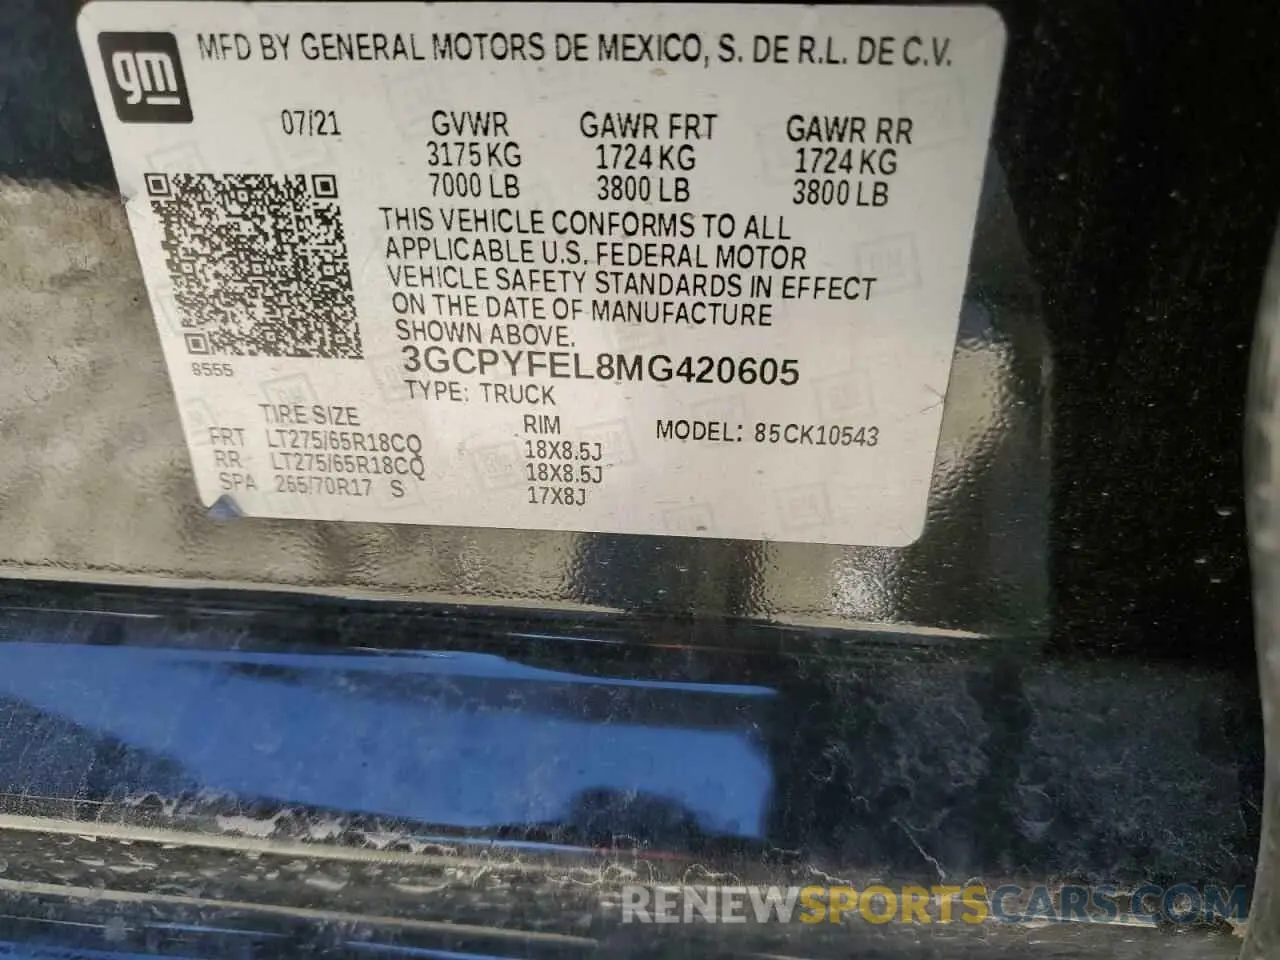 gm
MFD BY GENERAL MOTORS DE MEXICO, S. DE R.L. DE C.V.
07/21 GVWR GAWR FRT GAWR RR
3175 KG 1724 KG 1724 KG
7000 LB 3800 LB 3800 LB
THIS VEHICLE CONFORMS TO ALL
APPLICABLE U.S. FEDERAL MOTOR
VEHICLE SAFETY STANDARDS IN EFFECT
ON THE DATE OF MANUFACTURE
SHOWN ABOVE.
8555
3GCPYFEL8MG420605
TYPE: TRUCK
TIRE SIZE RIM MODEL: 85CK10543
FRT LT275/65R18CQ 18X8.5J
RR LT275/65R18CQ 18X8.5J
SPA 265/70R17 S 17X8J
RENEWSPORTSCARS.COM